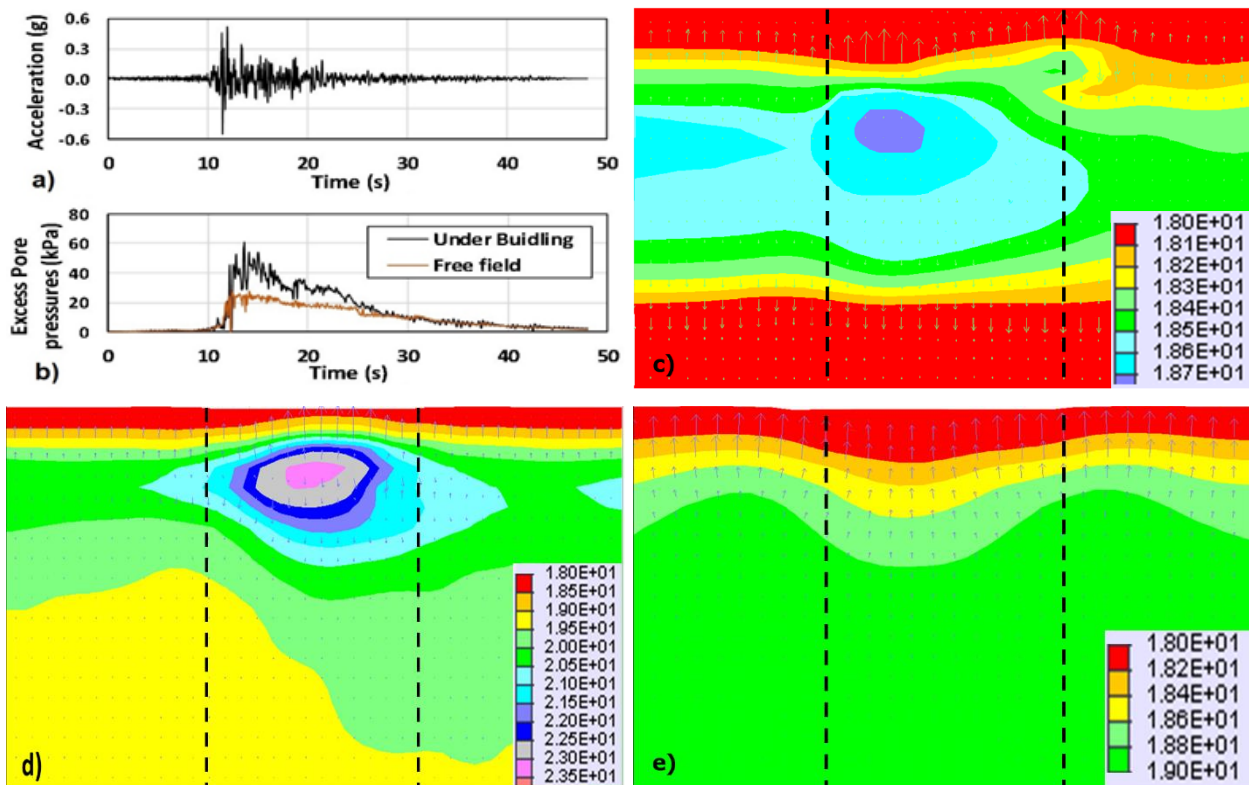 Acceleration (g)
0.6
0.3
0.0
-0.3
-0.6
0 10 20 30 40 50 60
Time (s)
a)
Excess Pore
pressures (kPa)
80
60
40
20
0
Under Buidling
Free field
0 10 20 30 40 50 60
Time (s)
b)
c)
1.80E+01
1.81E+01
1.82E+01
1.83E+01
1.84E+01
1.85E+01
1.86E+01
1.87E+01
d)
1.80E+01
1.85E+01
1.90E+01
1.95E+01
2.00E+01
2.05E+01
2.10E+01
2.15E+01
2.20E+01
2.25E+01
2.30E+01
2.35E+01
e)
1.80E+01
1.82E+01
1.84E+01
1.86E+01
1.88E+01
1.90E+01